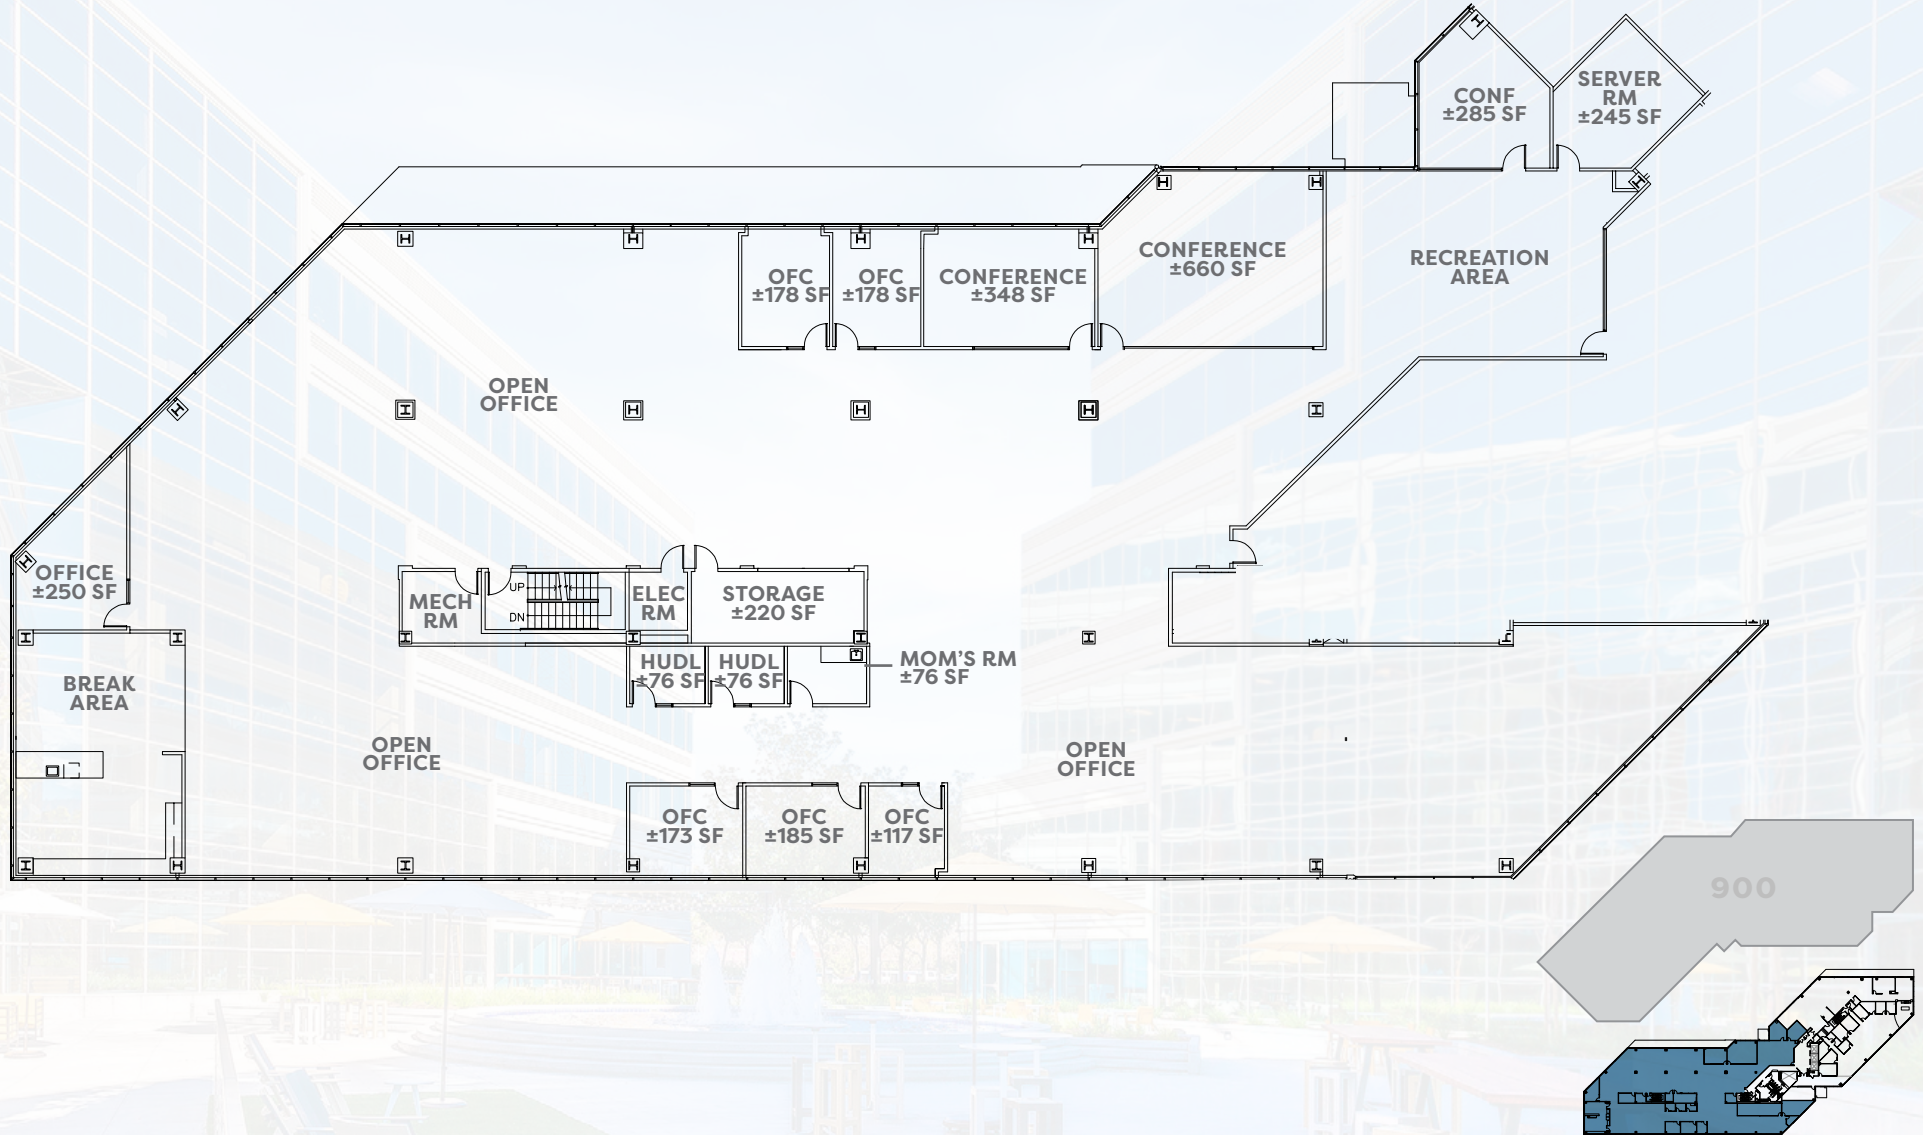 SERVER
RM
±245 SF
CONF
±285 SF
CONFERENCE
±660 SF
RECREATION
AREA
OFC
±178 SF
OFC
±178 SF
CONFERENCE
±348 SF
OPEN
OFFICE
OFFICE
±250 SF
MECH
RM
UP
DN
ELEC
RM
STORAGE
±220 SF
HUDL
±76 SF
HUDL
±76 SF
MOM'S RM
±76 SF
BREAK
AREA
OPEN
OFFICE
OPEN
OFFICE
OFC
±173 SF
OFC
±185 SF
OFC
±117 SF
900